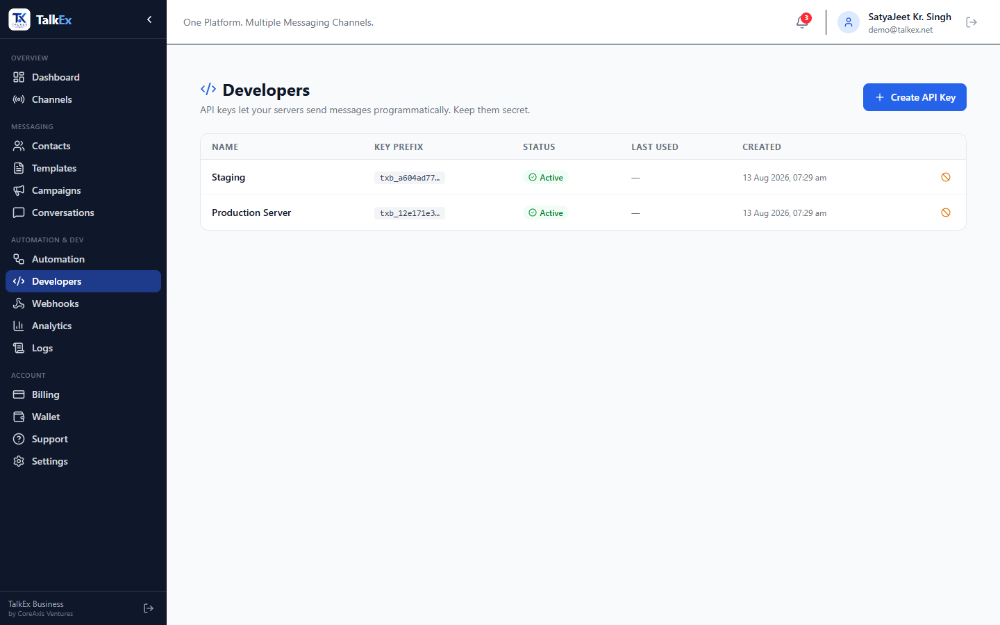 TalkEx
One Platform. Multiple Messaging Channels.
3
SatyaJeet Kr. Singh
demo@talkex.net
OVERVIEW
Dashboard
Channels
MESSAGING
Contacts
Templates
Campaigns
Conversations
AUTOMATION & DEV
Automation
Developers
Webhooks
Analytics
Logs
ACCOUNT
Billing
Wallet
Support
Settings
TalkEx Business
by CoreAxis Ventures
Developers
API keys let your servers send messages programmatically. Keep them secret.
Create API Key
NAME KEY PREFIX STATUS LAST USED CREATED
Staging txb_a604ad77… Active — 13 Aug 2026, 07:29 am
Production Server txb_12e171e3… Active — 13 Aug 2026, 07:29 am